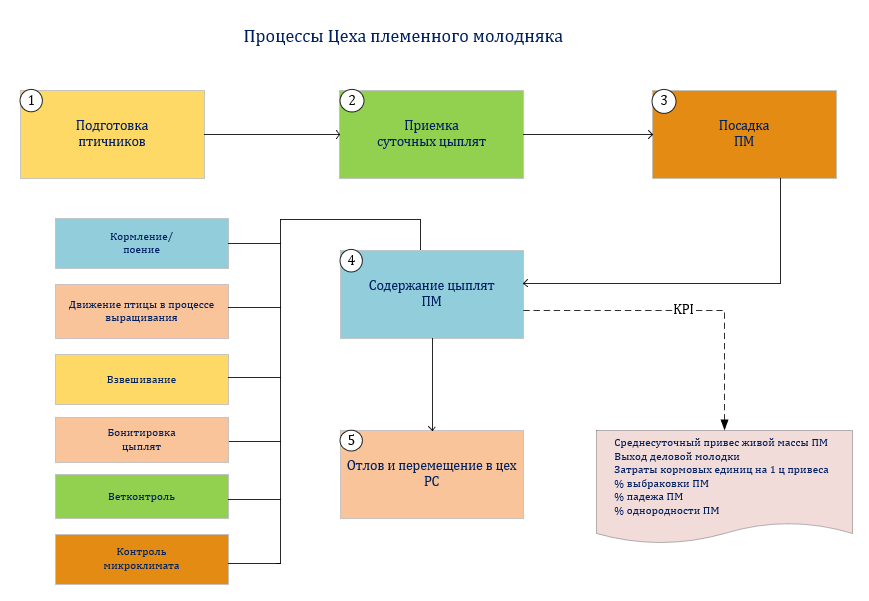 Процессы Цеха племенного молодняка
1
Подготовка
птичников
2
Приемка
суточных цыплят
3
Посадка
ПМ
Кормление/
поение
Движение птицы в процессе
выращивания
Взвешивание
Бонитировка
цыплят
Ветконтроль
Контроль
микроклимата
4
Содержание цыплят
ПМ
KPI
5
Отлов и перемещение в цех
РС
Среднесуточный привес живой массы ПМ
Выход деловой молодки
Затраты кормовых единиц на 1 ц привеса
% выбраковки ПМ
% падежа ПМ
% однородности ПМ